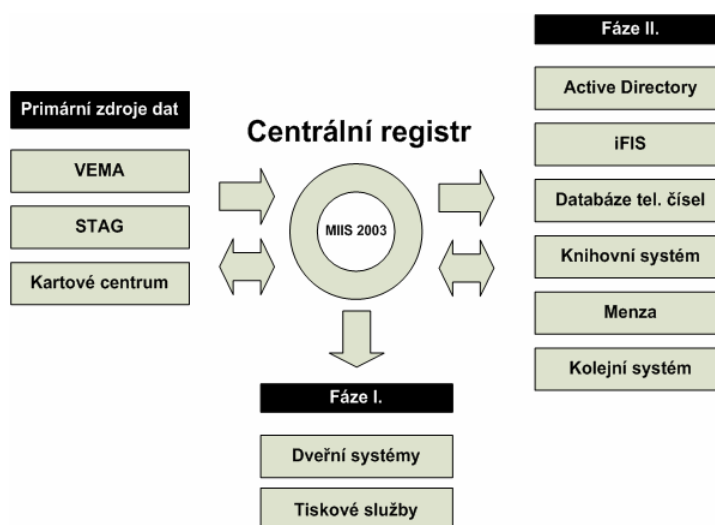 Primární zdroje dat
VEMA
STAG
Kartové centrum
Centrální registr
MIIS 2003
Fáze I.
Dveřní systémy
Tiskové služby
Fáze II.
Active Directory
iFIS
Databáze tel. čísel
Knihovní systém
Menza
Kolejní systém